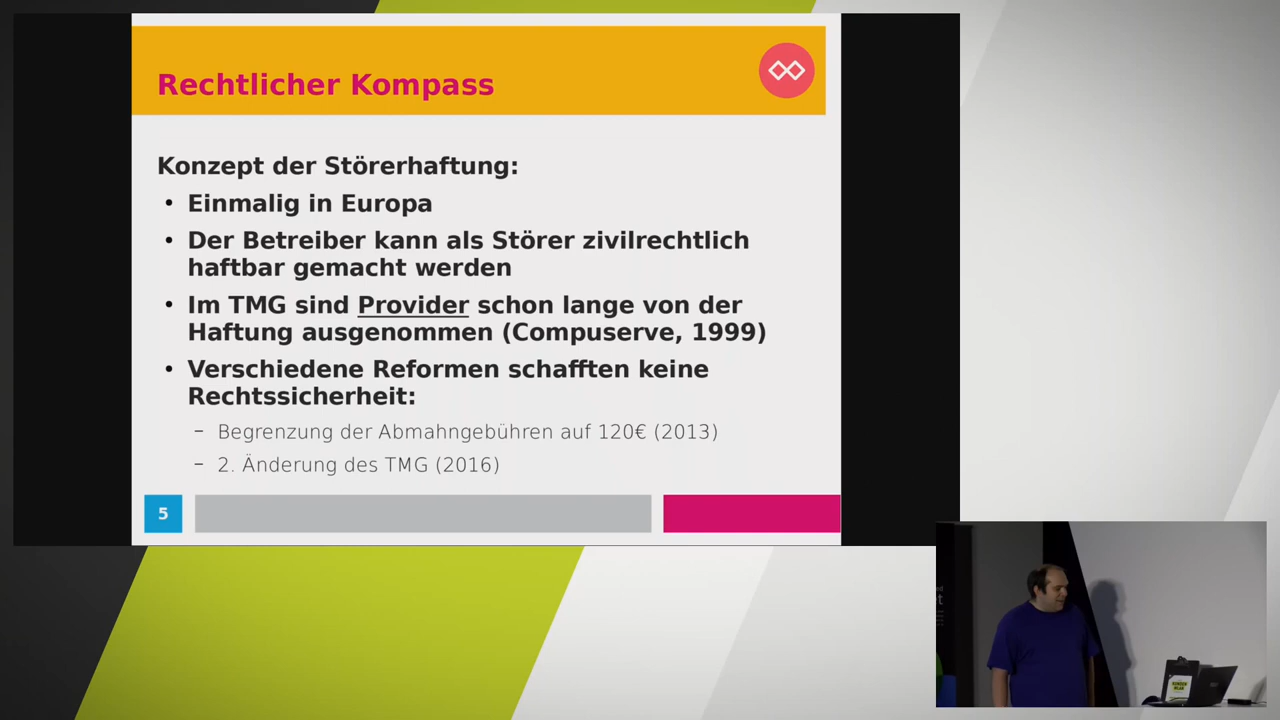 Rechtlicher Kompass
Konzept der Störerhaftung:
• Einmalig in Europa
• Der Betreiber kann als Störer zivilrechtlich
haftbar gemacht werden
• Im TMG sind Provider schon lange von der
Haftung ausgenommen (Compuserve, 1999)
• Verschiedene Reformen schafften keine
Rechtssicherheit:
– Begrenzung der Abmahngebühren auf 120€ (2013)
– 2. Änderung des TMG (2016)
5